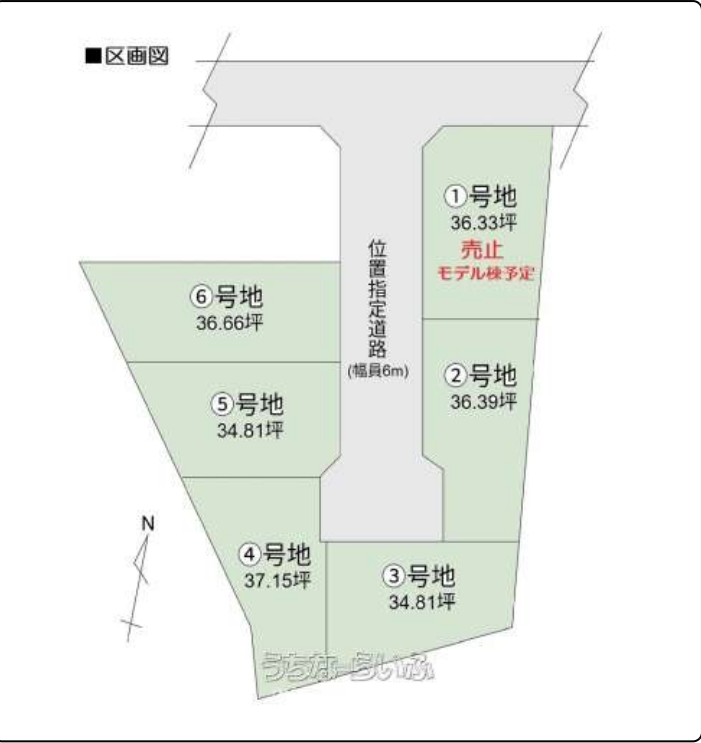 ■区画図
①号地
36.33坪
売止
モデル棟予定
位置指定道路
(幅員6m)
⑥号地
36.66坪
②号地
36.39坪
⑤号地
34.81坪
N
④号地
37.15坪
③号地
34.81坪
うちなーらいふ